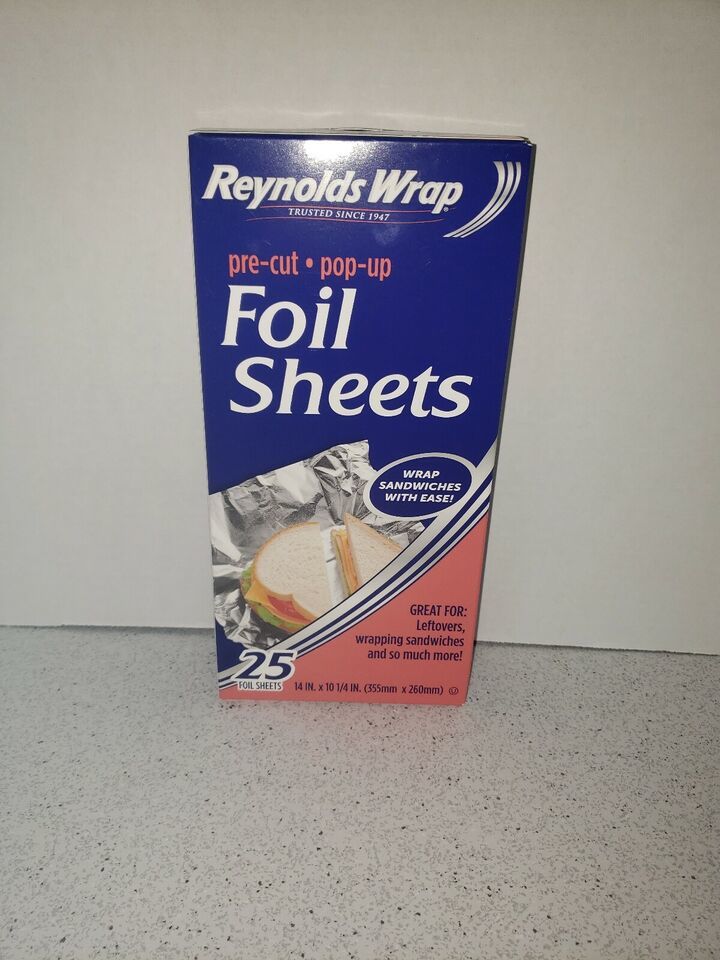 Reynolds Wrap®
TRUSTED SINCE 1947
pre-cut • pop-up
Foil
Sheets
WRAP
SANDWICHES
WITH EASE!
GREAT FOR:
Leftovers,
wrapping sandwiches
and so much more!
25
FOIL SHEETS
14 IN. x 10 1/4 IN. (355mm x 260mm) Ⓤ